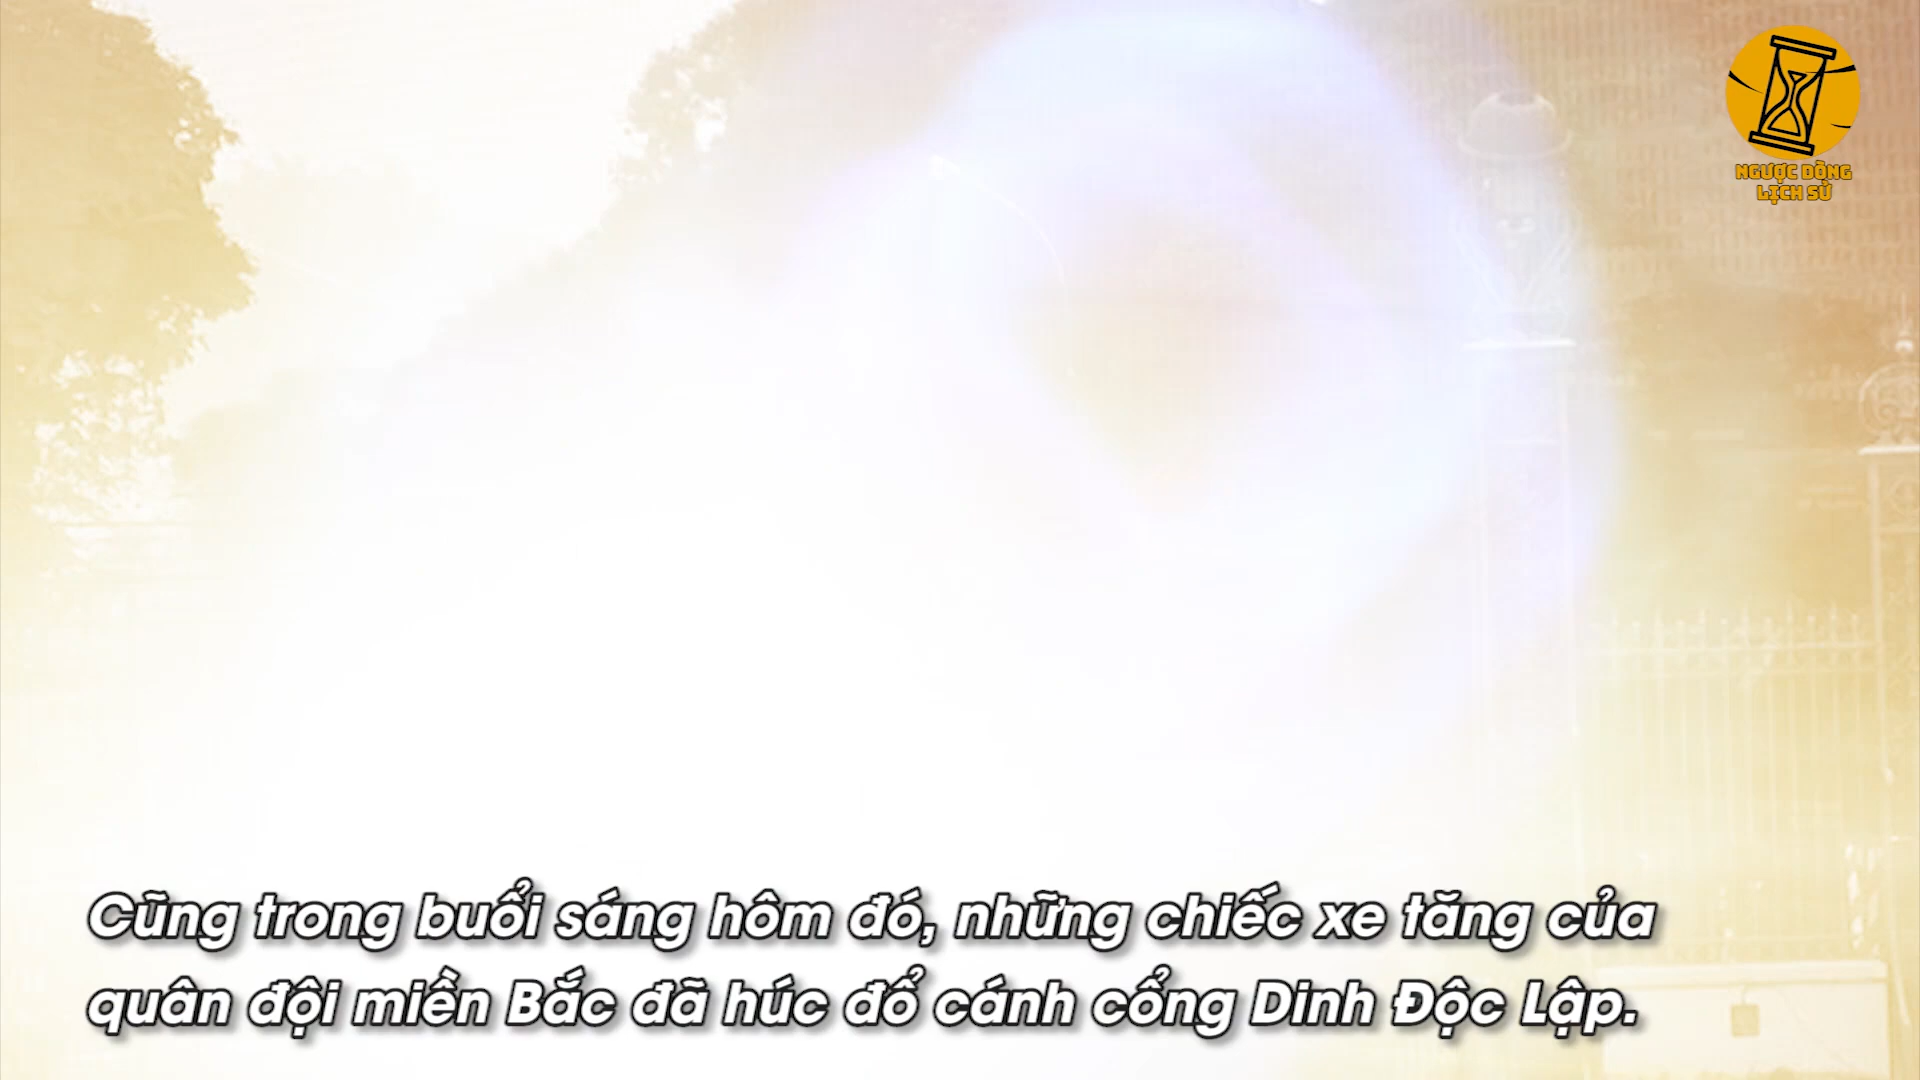 NGƯỢC DÒNG
LỊCH SỬ
Cũng trong buổi sáng hôm đó, những chiếc xe tăng của
quân đội miền Bắc đã húc đổ cánh cổng Dinh Độc Lập.